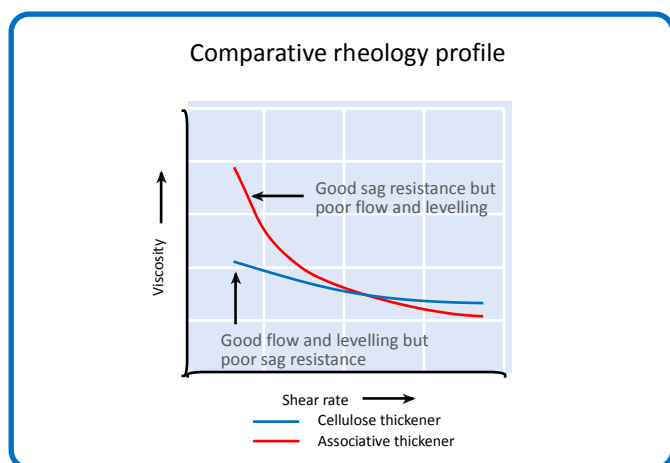 Comparative rheology profile
Good sag resistance but
poor flow and levelling
Viscosity
Good flow and levelling but
poor sag resistance
Shear rate
Cellulose thickener
Associative thickener